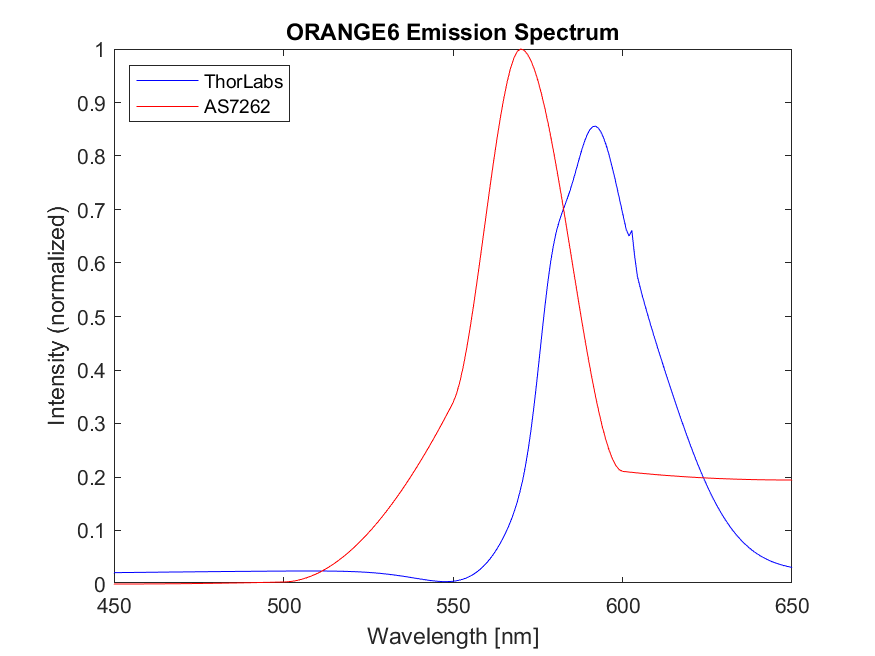 ORANGE6 Emission Spectrum
ThorLabs
AS7262
Intensity (normalized)
1
0.9
0.8
0.7
0.6
0.5
0.4
0.3
0.2
0.1
0
450 500 550 600 650
Wavelength [nm]